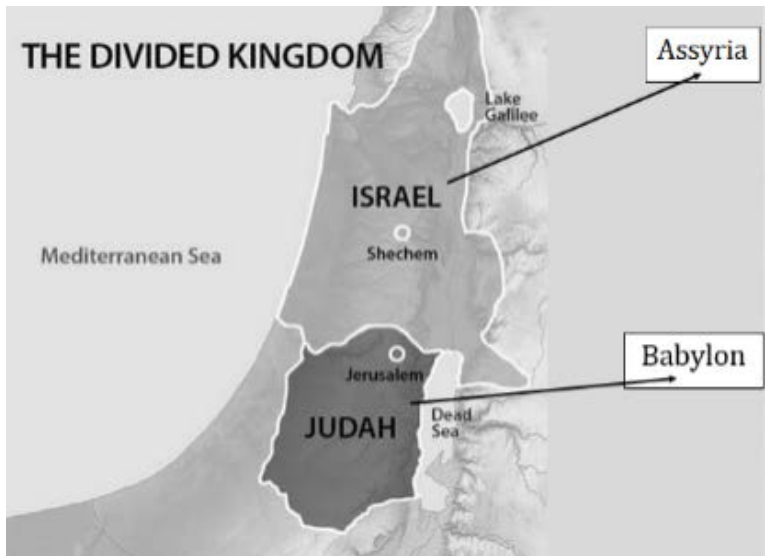 THE DIVIDED KINGDOM
Assyria
Lake
Galilee
ISRAEL
Shechem
Mediterranean Sea
Babylon
Jerusalem
JUDAH
Dead
Sea